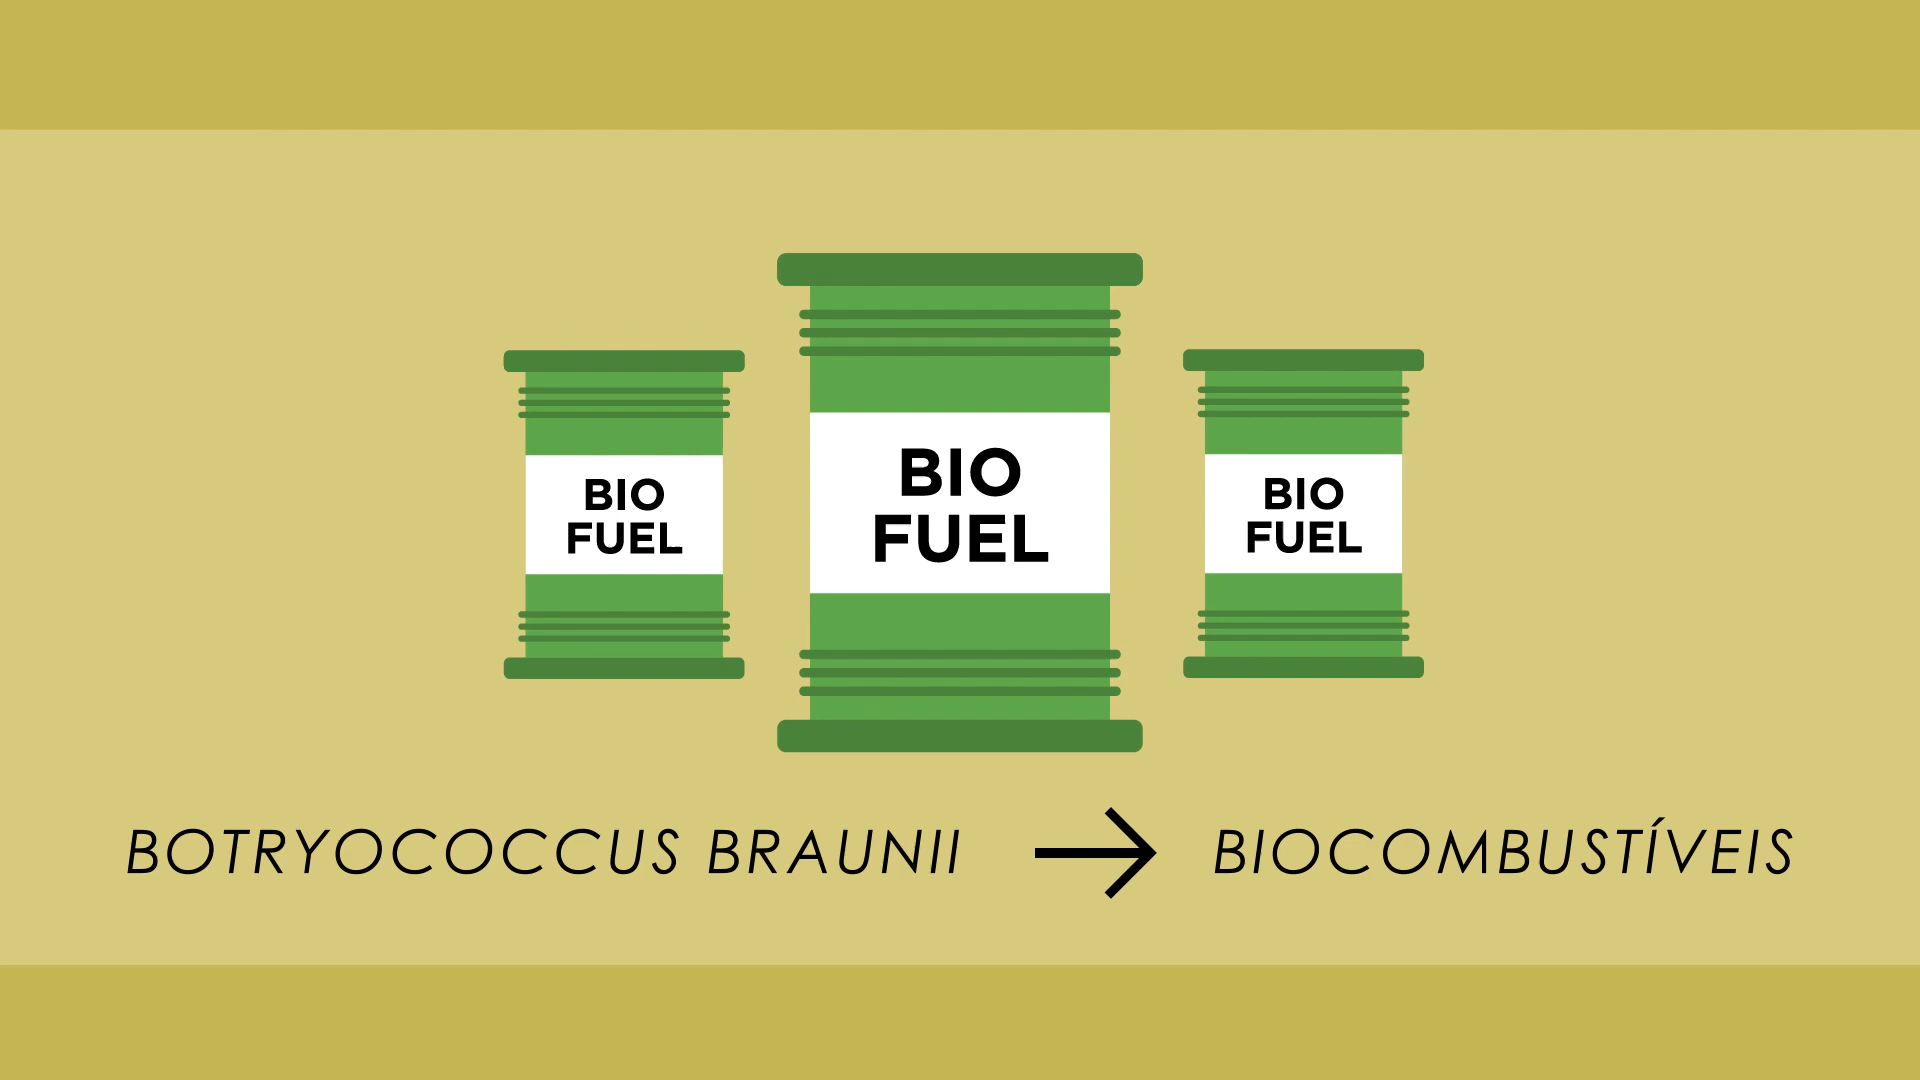 BIO
FUEL
BIO
FUEL
BIO
FUEL
BOTRYOCOCCUS BRAUNII → BIOCOMBUSTÍVEIS